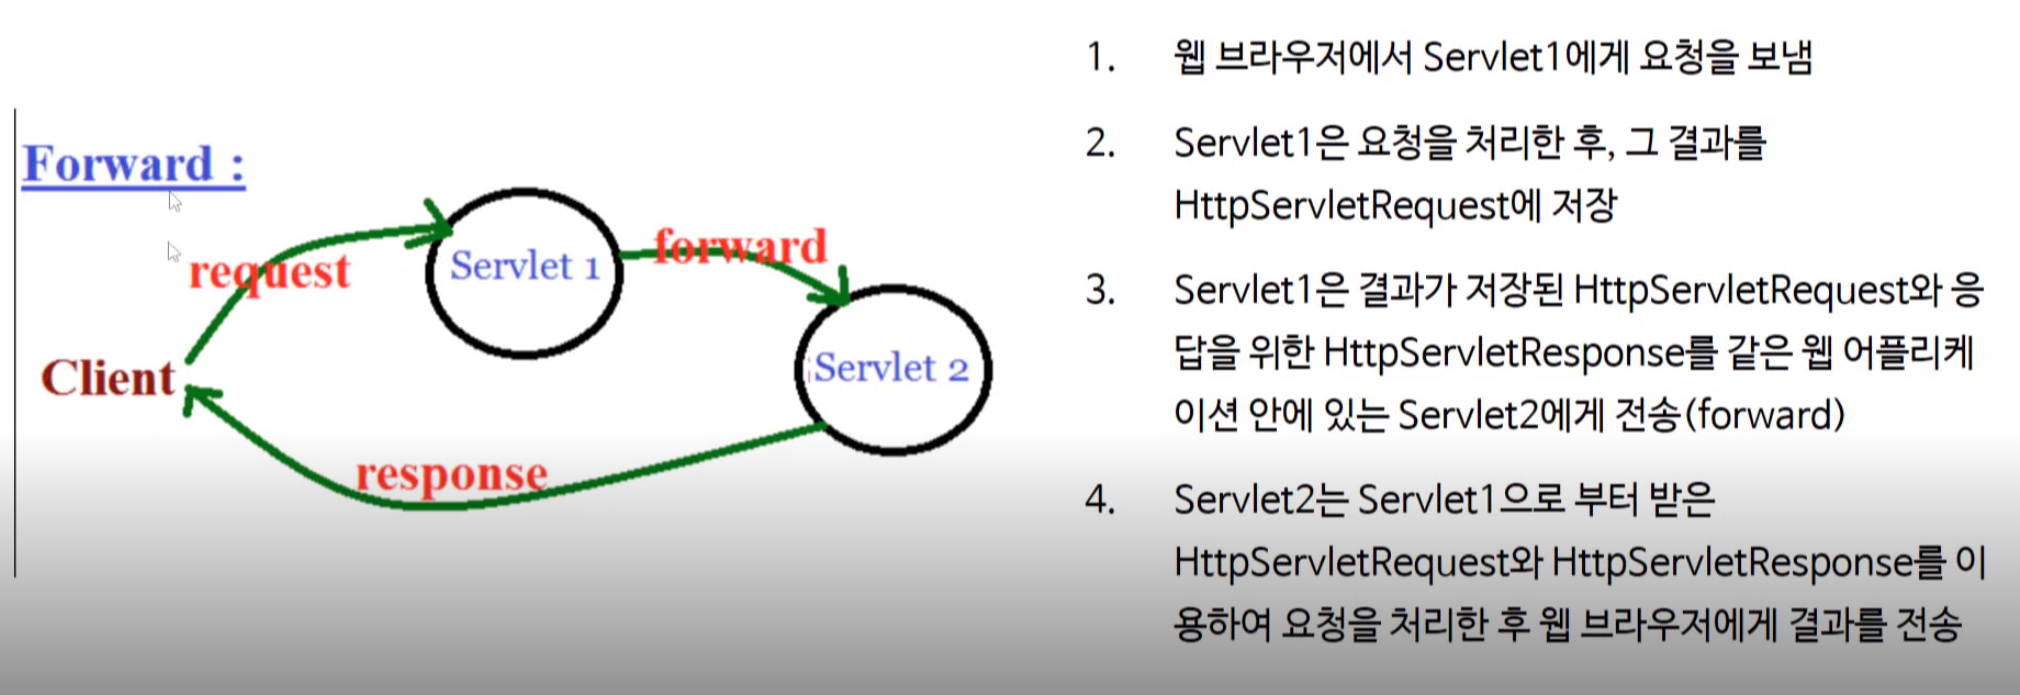 Forward :
request
Servlet 1
forward
Servlet 2
Client
response
1. 웹 브라우저에서 Servlet1에게 요청을 보냄
2. Servlet1은 요청을 처리한 후, 그 결과를
HttpServletRequest에 저장
3. Servlet1은 결과가 저장된 HttpServletRequest와 응
답을 위한 HttpServletResponse를 같은 웹 어플리케
이션 안에 있는 Servlet2에게 전송(forward)
4. Servlet2는 Servlet1으로 부터 받은
HttpServletRequest와 HttpServletResponse를 이
용하여 요청을 처리한 후 웹 브라우저에게 결과를 전송